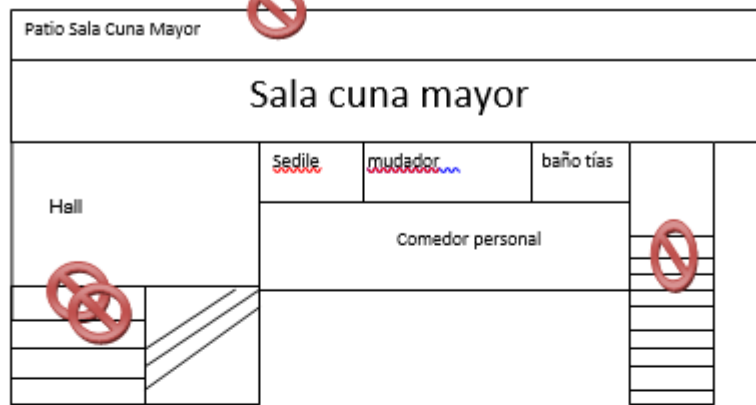 Patio Sala Cuna Mayor
Sala cuna mayor
Sedile
mudador
baño tías
Hall
Comedor personal